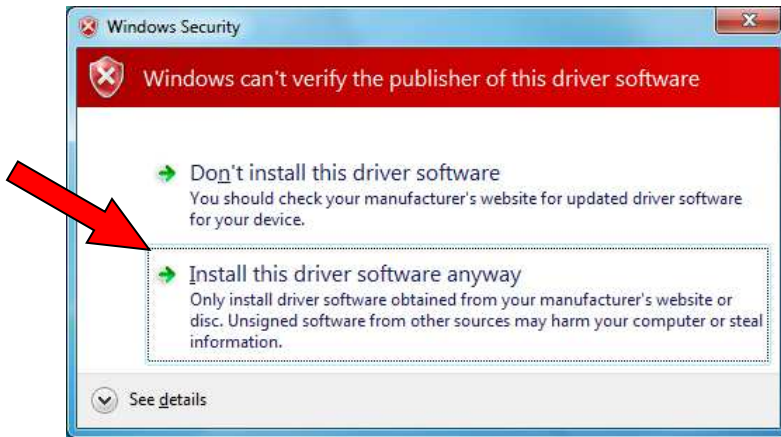 Windows Security
Windows can't verify the publisher of this driver software
Don't install this driver software
You should check your manufacturer's website for updated driver software
for your device.
Install this driver software anyway
Only install driver software obtained from your manufacturer's website or
disc. Unsigned software from other sources may harm your computer or steal
information.
See details